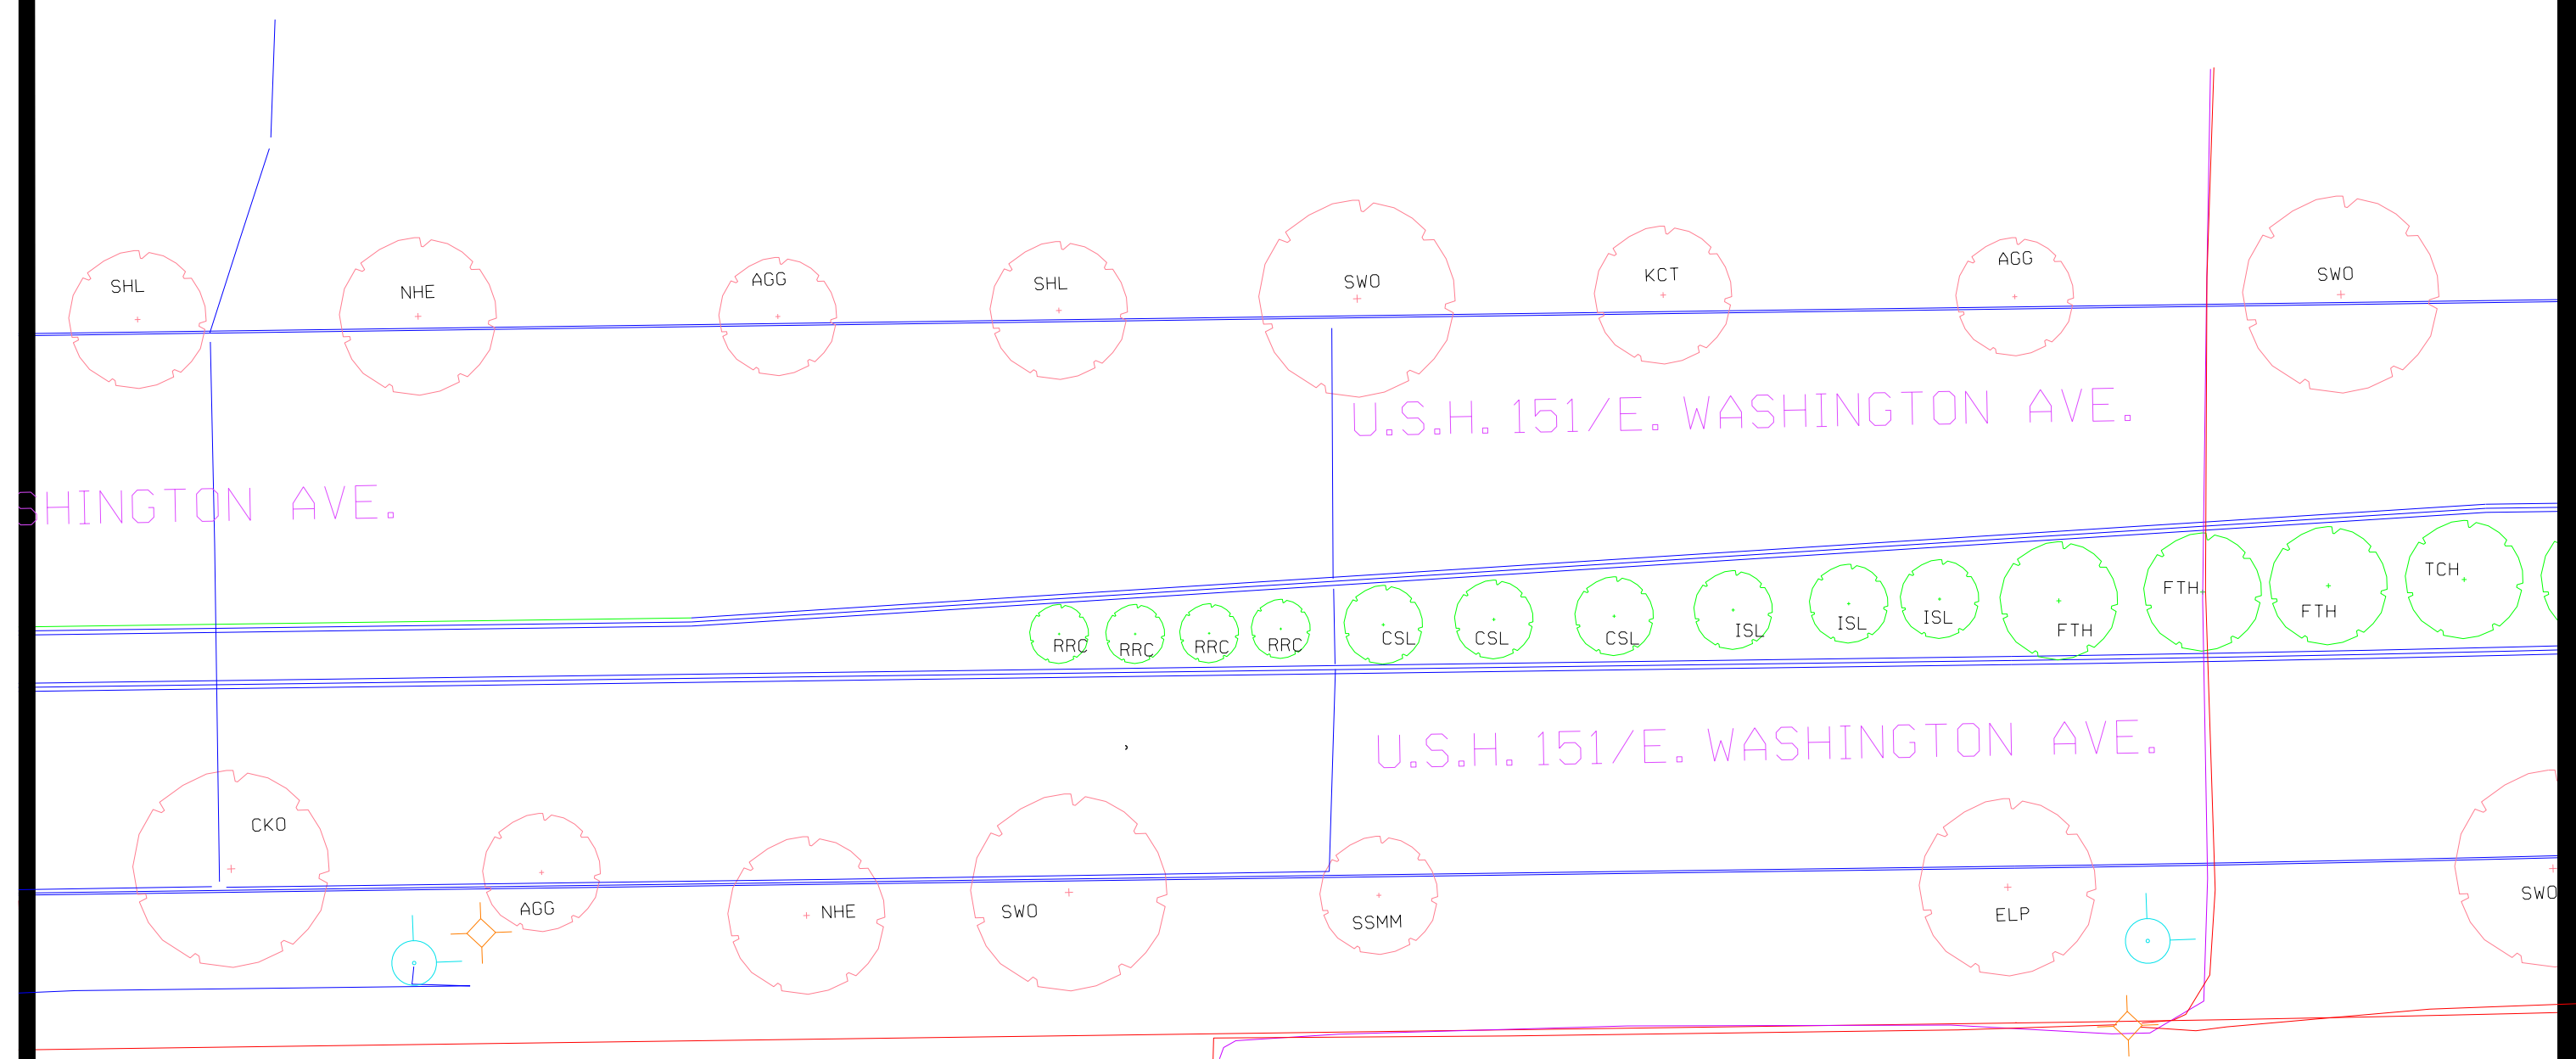 SHL NHE AGG SHL SWO KCT AGG SWO
U.S.H. 151/E. WASHINGTON AVE.
SHINGTON AVE.
RRC RRC RRC RRC CSL CSL CSL ISL ISL ISL FTH FTH FTH TCH
U.S.H. 151/E. WASHINGTON AVE.
CKO AGG NHE SWO SSMM ELP SWO